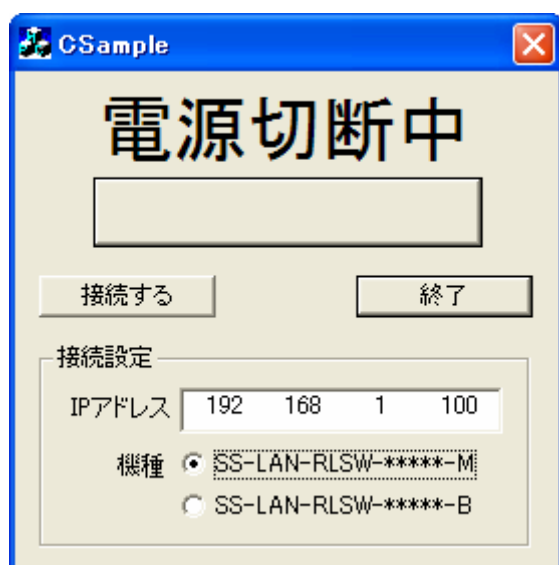 CSample
電源切断中
接続する 終了
接続設定
IPアドレス 192 168 1 100
機種 SS-LAN-RLSW-*****-M
SS-LAN-RLSW-*****-B